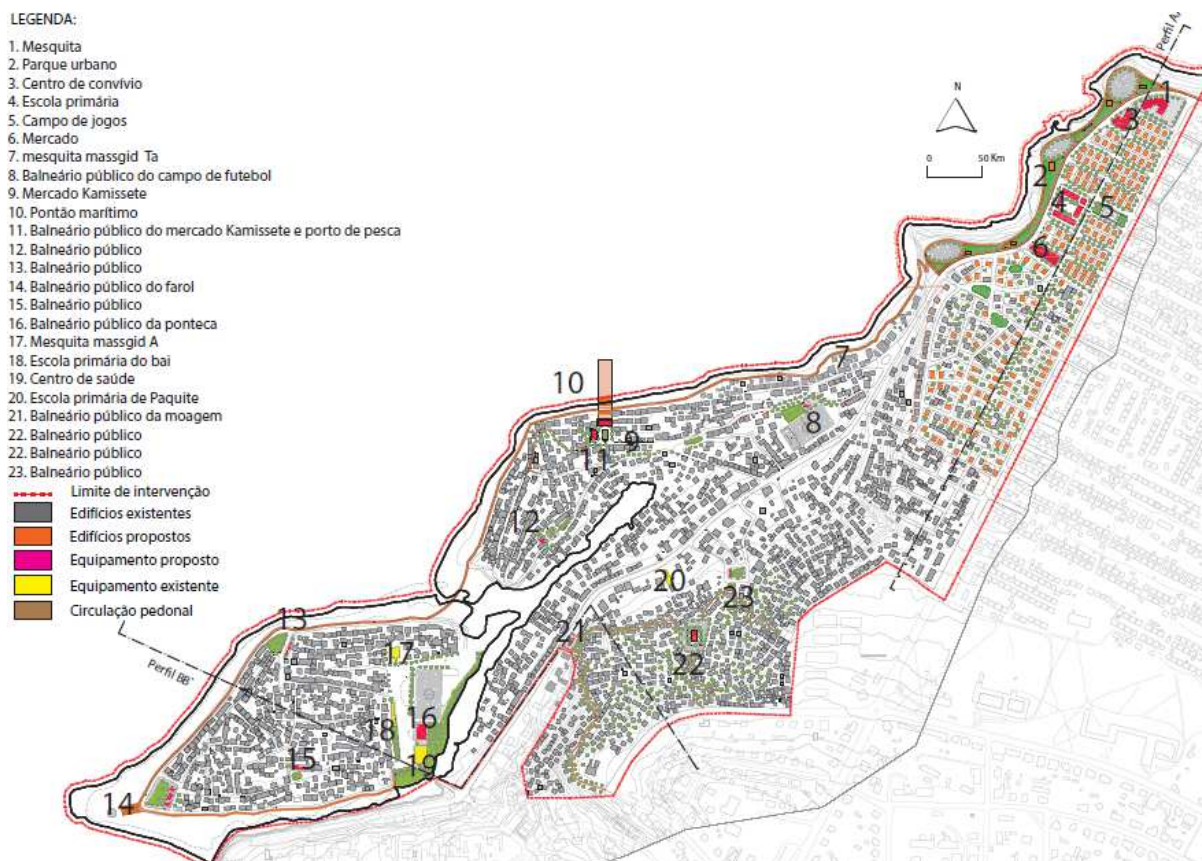 LEGENDA:
1. Mesquita
2. Parque urbano
3. Centro de convívio
4. Escola primária
5. Campo de jogos
6. Mercado
7. mesquita massgid Ta
8. Balneário público do campo de futebol
9. Mercado Kamissete
10. Pontão marítimo
11. Balneário público do mercado Kamissete e porto de pesca
12. Balneário público
13. Balneário público
14. Balneário público do farol
15. Balneário público
16. Balneário público da ponteca
17. Mesquita massgid A
18. Escola primária do bai
19. Centro de saúde
20. Escola primária de Paquite
21. Balneário público da moagem
22. Balneário público
22. Balneário público
23. Balneário público
Limite de intervenção
Edifícios existentes
Edifícios propostos
Equipamento proposto
Equipamento existente
Circulação pedonal
Perfil A
N
0 50 Km
1
3
2
4
5
6
7
10
8
9
11
12
20
23
13
21
22
17
Perfil BB'
16
18
15
19
14